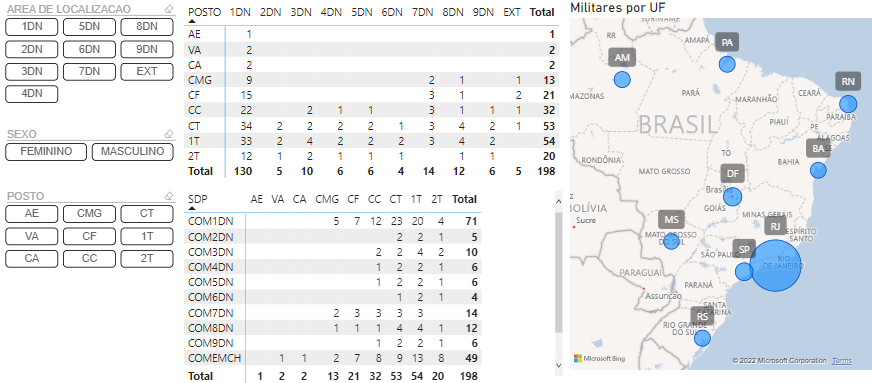 AREA DE LOCALIZACAO
1DN 5DN 8DN
2DN 6DN 9DN
3DN 7DN EXT
4DN
SEXO
FEMININO MASCULINO
POSTO
AE CMG CT
VA CF 1T
CA CC 2T
POSTO 1DN 2DN 3DN 4DN 5DN 6DN 7DN 8DN 9DN EXT Total
AE 1 1
VA 2 2
CA 2 2
CMG 9 2 1 1 13
CF 15 3 1 2 21
CC 22 2 1 1 3 1 1 1 32
CT 34 2 2 2 2 1 3 4 2 1 53
1T 33 2 4 2 2 2 3 4 2 54
2T 12 1 2 1 1 1 1 1 20
Total 130 5 10 6 6 4 14 12 6 5 198
SDP AE VA CA CMG CF CC CT 1T 2T Total
COM1DN 5 7 12 23 20 4 71
COM2DN 2 2 1 5
COM3DN 2 2 4 2 10
COM4DN 1 2 2 1 6
COM5DN 1 2 2 1 6
COM6DN 1 2 1 4
COM7DN 2 3 3 3 3 14
COM8DN 1 1 1 4 4 1 12
COM9DN 1 2 2 1 6
COMEMCH 1 1 2 7 8 9 13 8 49
Total 1 2 2 13 21 32 53 54 20 198
Militares por UF
RR
AMAPÁ
PA
AM
RN
AMAZONAS
PARÁ
MARANHÃO
CEARÁ
PARAÍBA
BRASIL
PIAUÍ
PE
ALAGOAS
TO
BA
RONDÔNIA
BAHIA
MATO GROSSO
DF
Brasília
GOIÁS
BOLÍVIA
Sucre
MS
MINAS GERAIS
RJ
ESPÍRITO
SANTO
MATO GROSSO
DO SUL
SP
SÃO PAULO
RIO
DE JANEIRO
PARAGUAI
PARANÁ
Assunção
SANTA
CATARINA
RS
RIO GRANDE
DO SUL
Microsoft Bing
© 2022 Microsoft Corporation Terms